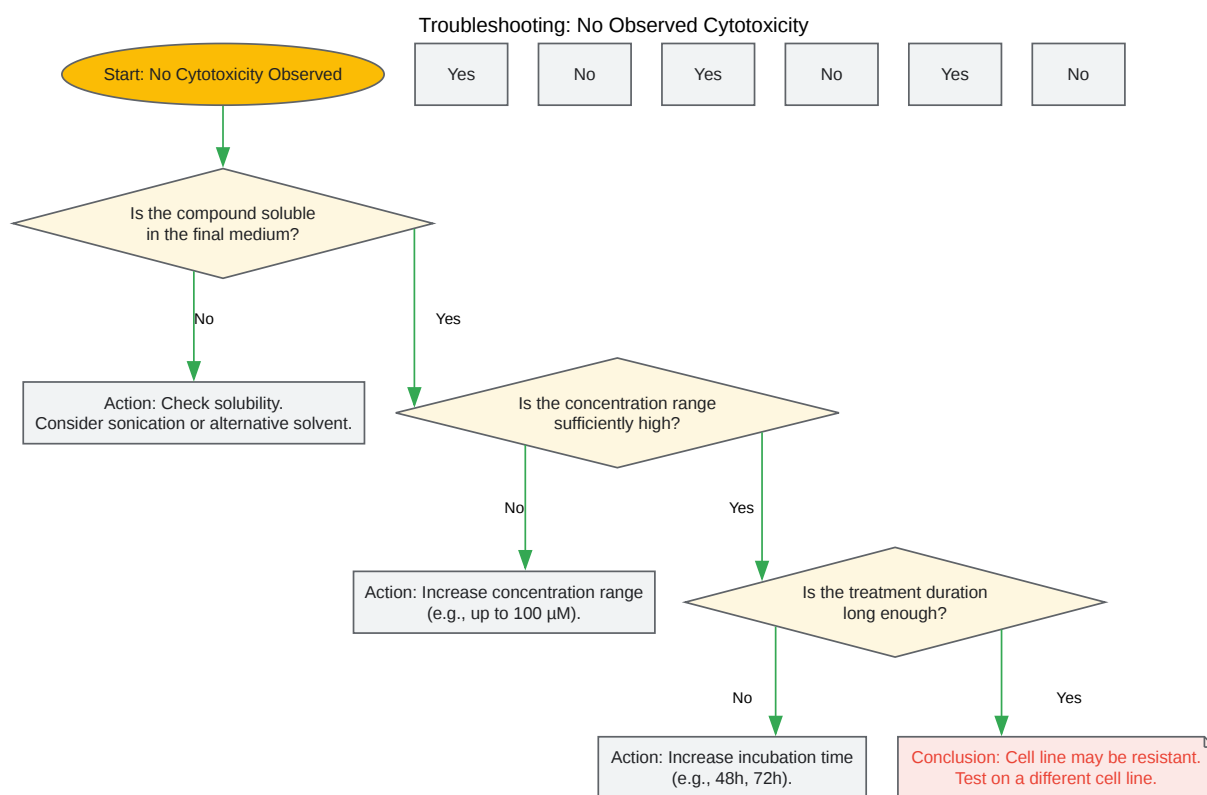 Troubleshooting: No Observed Cytotoxicity
Start: No Cytotoxicity Observed
Yes
No
Yes
No
Yes
No
Is the compound soluble
in the final medium?
No
Yes
Action: Check solubility.
Consider sonication or alternative solvent.
Is the concentration range
sufficiently high?
No
Yes
Action: Increase concentration range
(e.g., up to 100 µM).
Is the treatment duration
long enough?
No
Yes
Action: Increase incubation time
(e.g., 48h, 72h).
Conclusion: Cell line may be resistant.
Test on a different cell line.